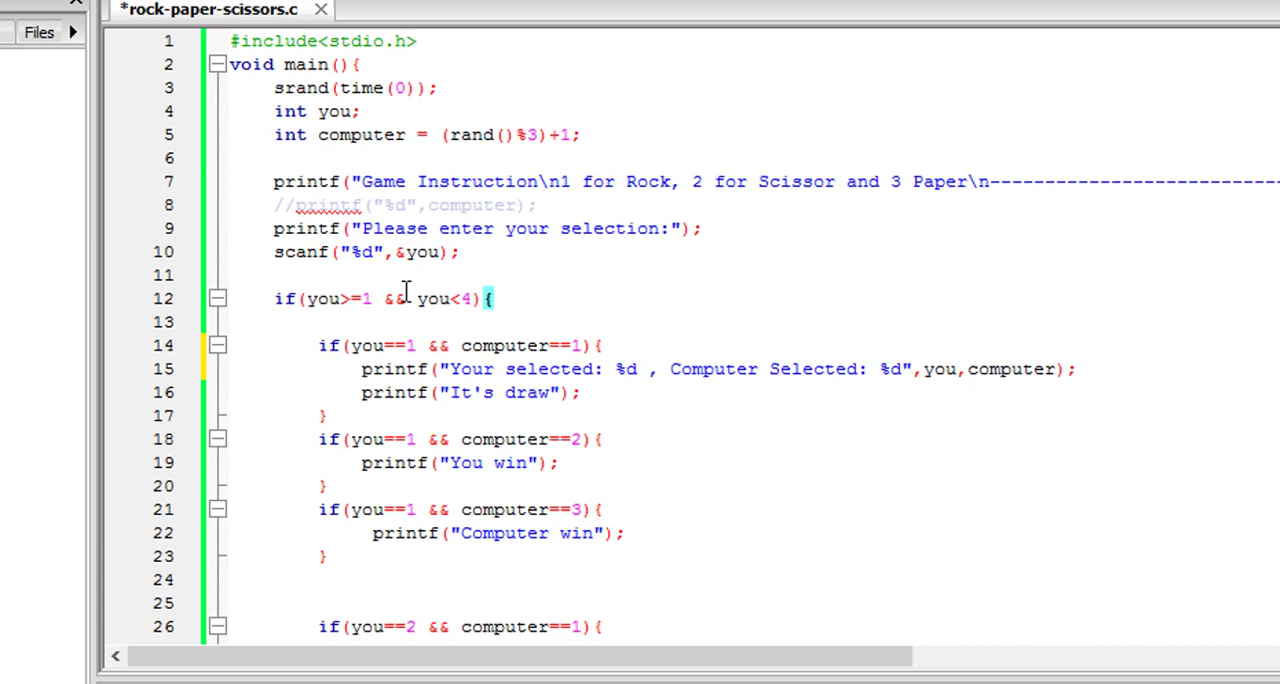 *rock-paper-scissors.c
Files
1 #include<stdio.h>
2 void main(){
3 srand(time(0));
4 int you;
5 int computer = (rand()%3)+1;
6
7 printf("Game Instruction\n1 for Rock, 2 for Scissor and 3 Paper\n--------------------------
8 //printf("%d",computer);
9 printf("Please enter your selection:");
10 scanf("%d",&you);
11
12 if(you>=1 && you<4){
13
14 if(you==1 && computer==1){
15 printf("Your selected: %d , Computer Selected: %d",you,computer);
16 printf("It's draw");
17 }
18 if(you==1 && computer==2){
19 printf("You win");
20 }
21 if(you==1 && computer==3){
22 printf("Computer win");
23 }
24
25
26 if(you==2 && computer==1){